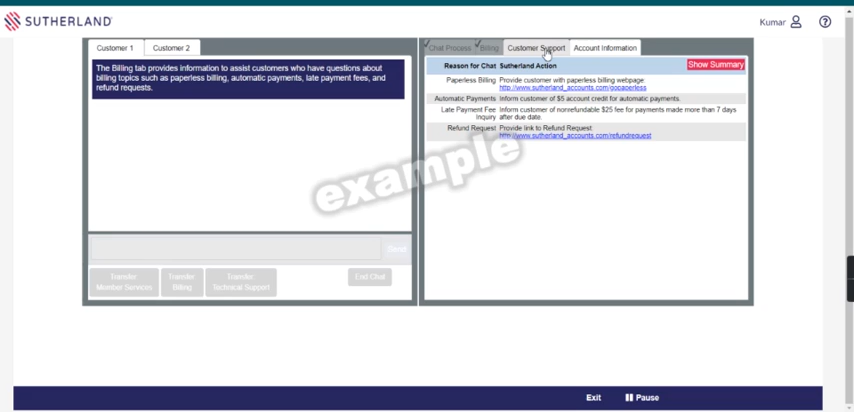 SUTHERLAND
Kumar
?
Customer 1
Customer 2
The Billing tab provides information to assist customers who have questions about
billing topics such as paperless billing, automatic payments, late payment fees, and
refund requests.
Send
Transfer
Member Services
Transfer
Billing
Transfer
Technical Support
End Chat
Chat Process
Billing
Customer Support
Account Information
Reason for Chat Sutherland Action
Show Summary
Paperless Billing Provide customer with paperless billing webpage:
http://www.sutherland_accounts.com/gopaperless
Automatic Payments Inform customer of $5 account credit for automatic payments.
Late Payment Fee Inform customer of nonrefundable $25 fee for payments made more than 7 days
Inquiry after due date.
Refund Request Provide link to Refund Request:
http://www.sutherland_accounts.com/refundrequest
example
Exit
Pause